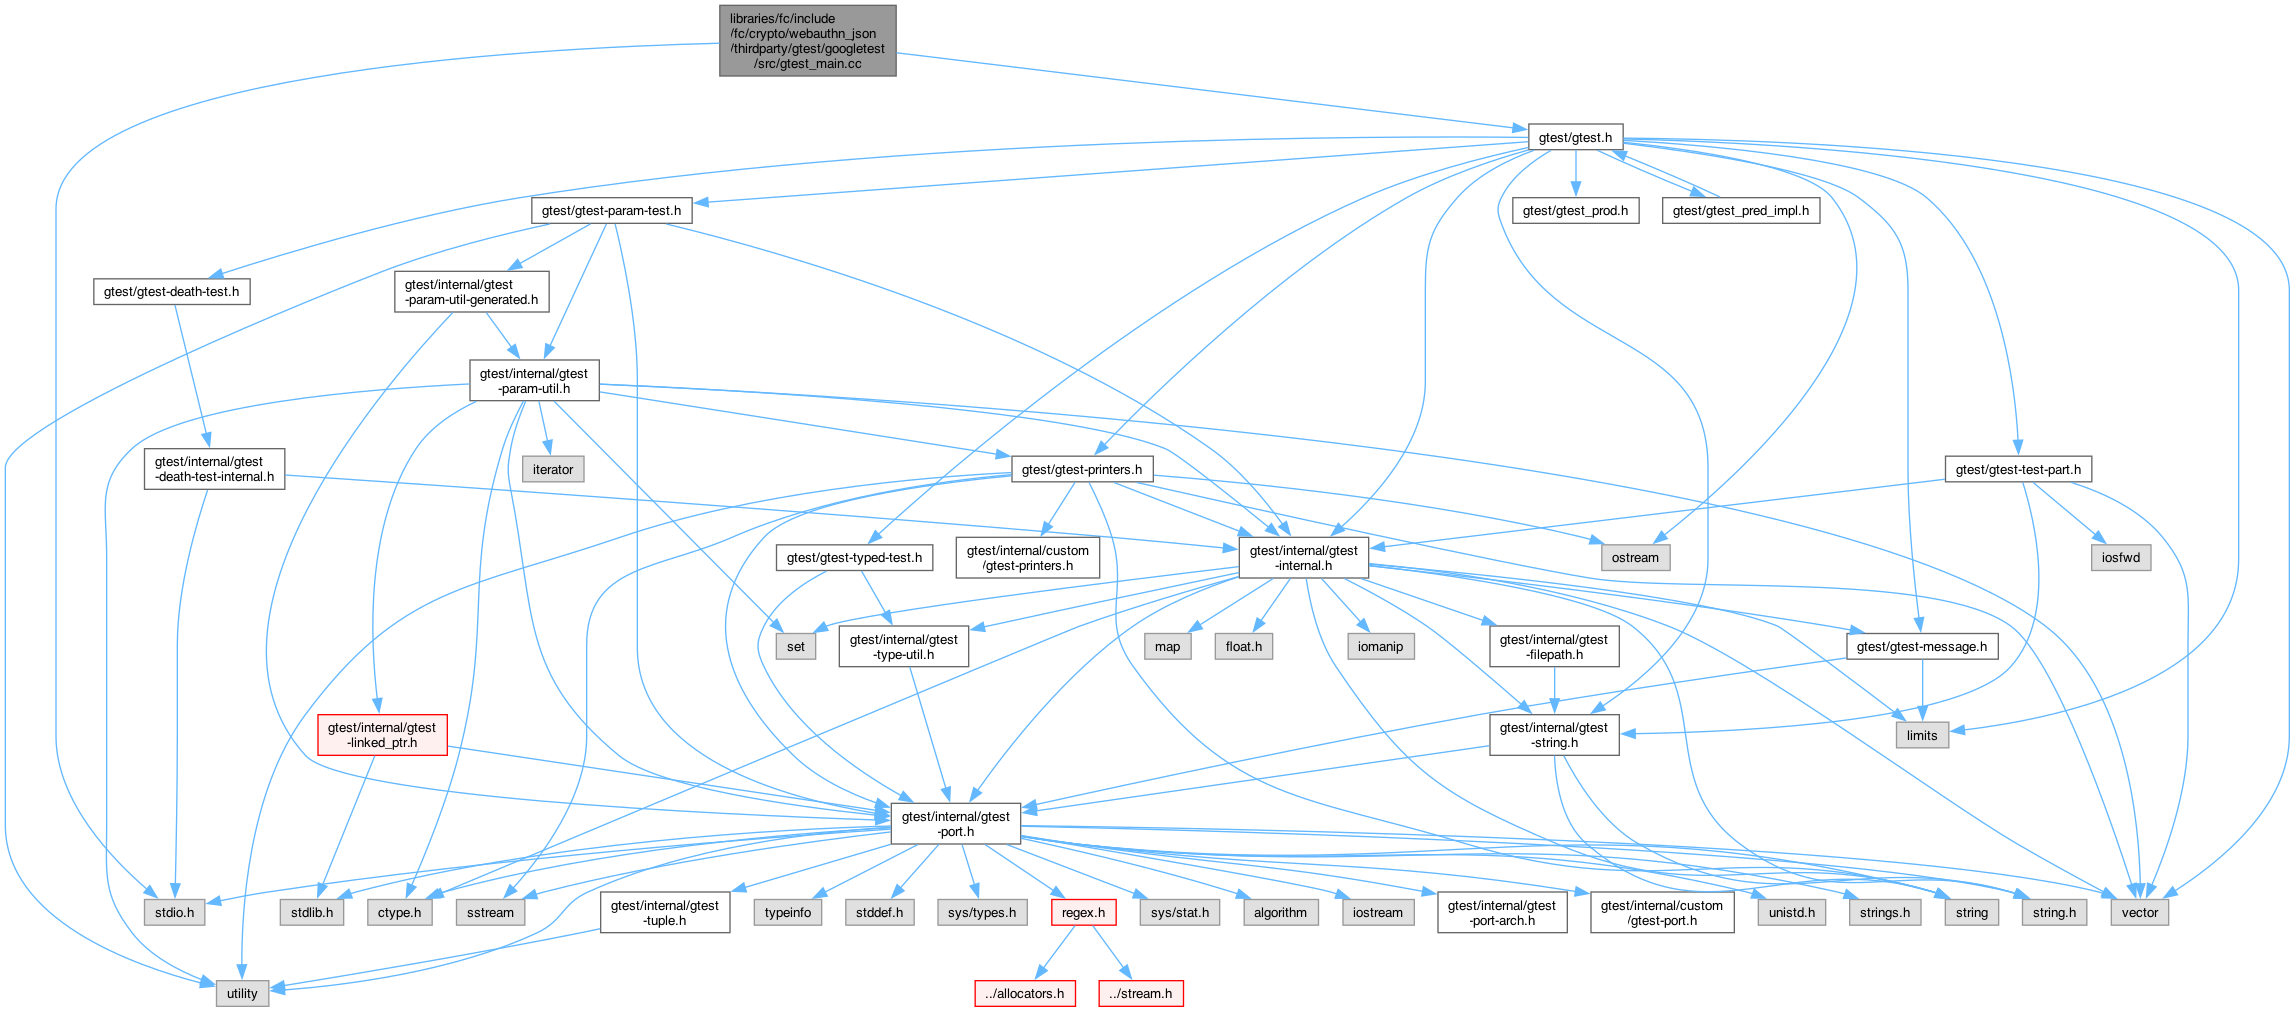 libraries/fc/include
/fc/crypto/webauthn_json
/thirdparty/gtest/googletest
/src/gtest_main.cc
gtest/gtest.h
gtest/gtest-param-test.h
gtest/gtest_prod.h
gtest/gtest_pred_impl.h
gtest/gtest-death-test.h
gtest/internal/gtest
-param-util-generated.h
gtest/internal/gtest
-param-util.h
gtest/internal/gtest
-death-test-internal.h
iterator
gtest/gtest-printers.h
gtest/gtest-test-part.h
gtest/gtest-typed-test.h
gtest/internal/custom
/gtest-printers.h
gtest/internal/gtest
-internal.h
ostream
iosfwd
set
gtest/internal/gtest
-type-util.h
map
float.h
iomanip
gtest/internal/gtest
-filepath.h
gtest/gtest-message.h
gtest/internal/gtest
-linked_ptr.h
gtest/internal/gtest
-string.h
limits
gtest/internal/gtest
-port.h
stdio.h
stdlib.h
ctype.h
sstream
gtest/internal/gtest
-tuple.h
typeinfo
stddef.h
sys/types.h
regex.h
sys/stat.h
algorithm
iostream
gtest/internal/gtest
-port-arch.h
gtest/internal/custom
/gtest-port.h
unistd.h
strings.h
string
string.h
vector
utility
../allocators.h
../stream.h